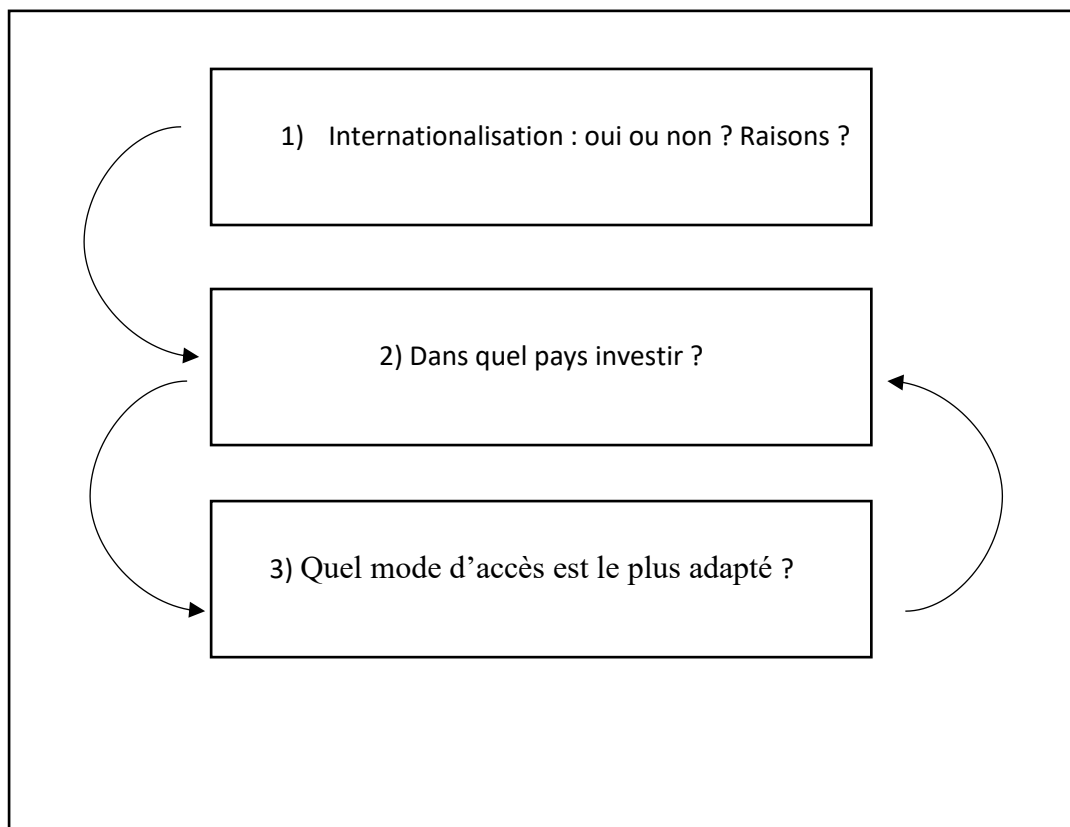 1) Internationalisation : oui ou non ? Raisons ?
2) Dans quel pays investir ?
3) Quel mode d’accès est le plus adapté ?